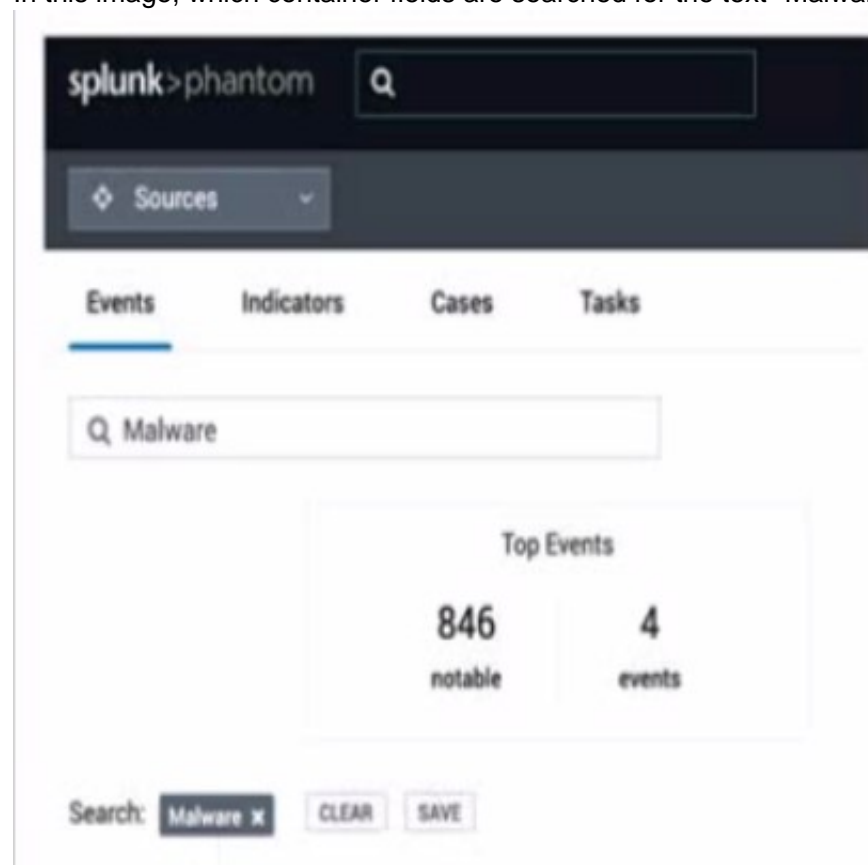 in this image, which container fields are searched for the text "Malwar
splunk>phantom
Sources
Events Indicators Cases Tasks
Malware
Top Events
846 4
notable events
Search: Malware x CLEAR SAVE